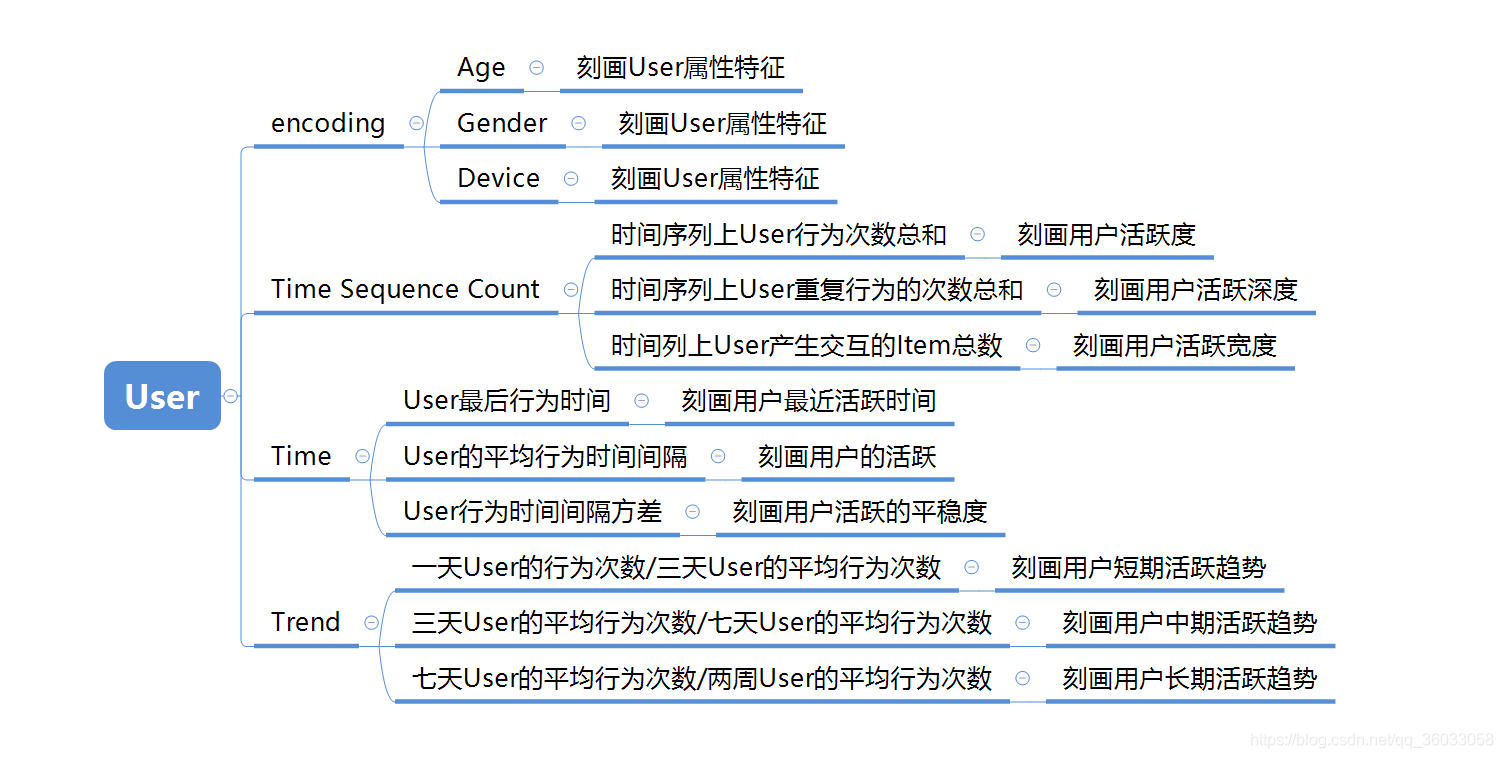 Age 刻画User属性特征
encoding Gender 刻画User属性特征
Device 刻画User属性特征
时间序列上User行为次数总和 刻画用户活跃度
Time Sequence Count 时间序列上User重复行为的次数总和 刻画用户活跃深度
时间列上User产生交互的Item总数 刻画用户活跃宽度
User
User最后行为时间 刻画用户最近活跃时间
Time User的平均行为时间间隔 刻画用户的活跃
User行为时间间隔方差 刻画用户活跃的平稳度
一天User的行为次数/三天User的平均行为次数 刻画用户短期活跃趋势
Trend 三天User的平均行为次数/七天User的平均行为次数 刻画用户中期活跃趋势
七天User的平均行为次数/两周User的平均行为次数 刻画用户长期活跃趋势
https://blog.csdn.net/qq_36033058